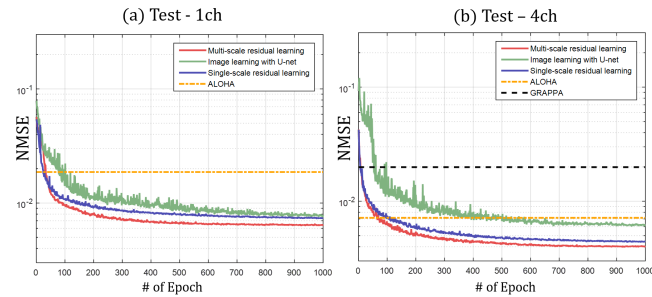 (a) Test - 1ch
NMSE
10⁻¹
10⁻²
Multi-scale residual learning
Image learning with U-net
Single-scale residual learning
ALOHA
0 100 200 300 400 500 600 700 800 900 1000
# of Epoch
(b) Test – 4ch
NMSE
10⁻¹
10⁻²
Multi-scale residual learning
Image learning with U-net
Single-scale residual learning
ALOHA
GRAPPA
0 100 200 300 400 500 600 700 800 900 1000
# of Epoch